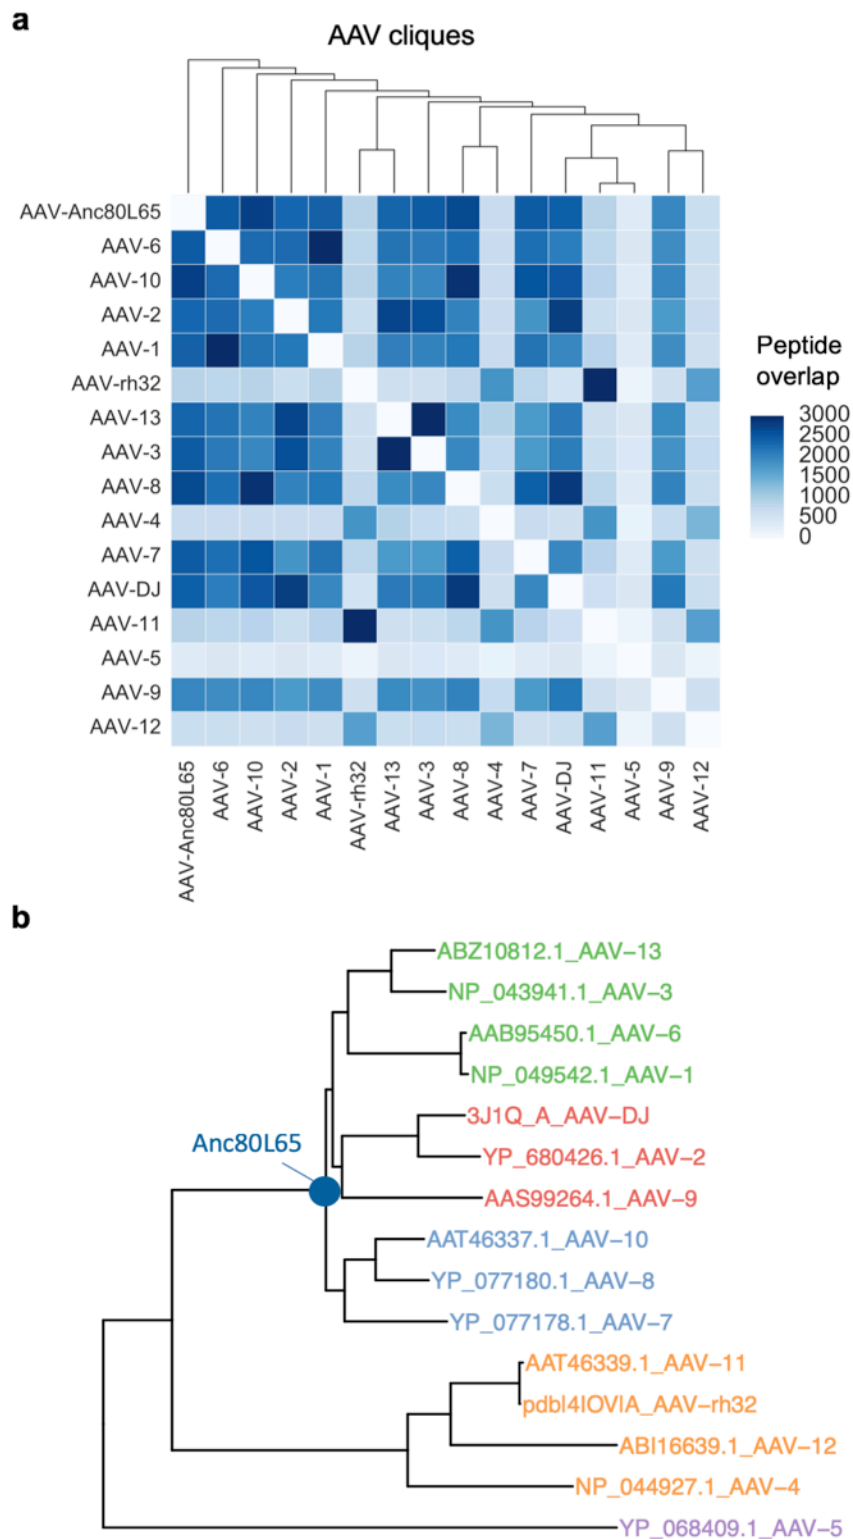 a
AAV cliques
AAV-Anc80L65
AAV-6
AAV-10
AAV-2
AAV-1
AAV-rh32
AAV-13
AAV-3
AAV-8
AAV-4
AAV-7
AAV-DJ
AAV-11
AAV-5
AAV-9
AAV-12
Peptide
overlap
3000
2500
2000
1500
1000
500
0
AAV-Anc80L65
AAV-6
AAV-10
AAV-2
AAV-1
AAV-rh32
AAV-13
AAV-3
AAV-8
AAV-4
AAV-7
AAV-DJ
AAV-11
AAV-5
AAV-9
AAV-12
b
ABZ10812.1_AAV−13
NP_043941.1_AAV−3
AAB95450.1_AAV−6
NP_049542.1_AAV−1
3J1Q_A_AAV−DJ
YP_680426.1_AAV−2
Anc80L65
AAS99264.1_AAV−9
AAT46337.1_AAV−10
YP_077180.1_AAV−8
YP_077178.1_AAV−7
AAT46339.1_AAV−11
pdb|4IOV|A_AAV−rh32
ABI16639.1_AAV−12
NP_044927.1_AAV−4
YP_068409.1_AAV−5